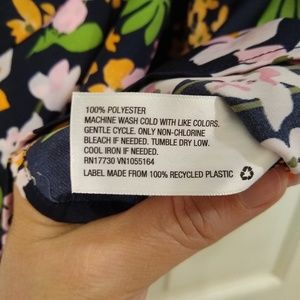 100% POLYESTER
MACHINE WASH COLD WITH LIKE COLORS.
GENTLE CYCLE. ONLY NON-CHLORINE
BLEACH IF NEEDED. TUMBLE DRY LOW.
COOL IRON IF NEEDED.
RN17730 VN1055164
LABEL MADE FROM 100% RECYCLED PLASTIC